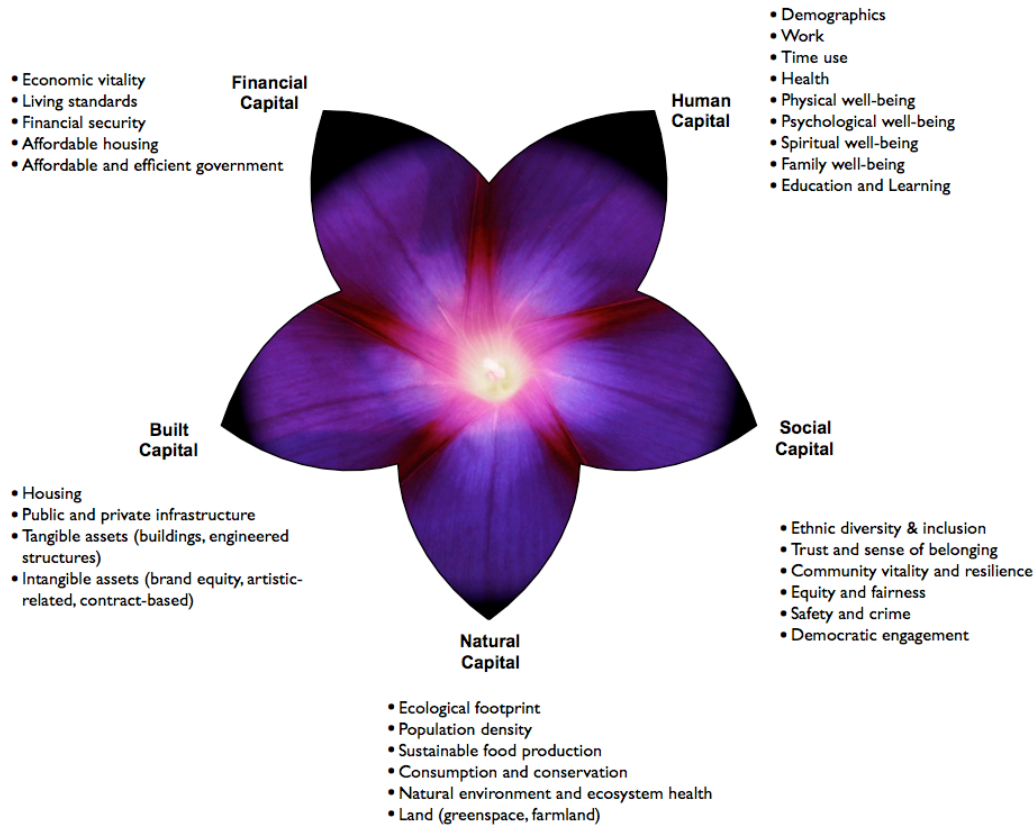 Financial
Capital
• Economic vitality
• Living standards
• Financial security
• Affordable housing
• Affordable and efficient government
Human
Capital
• Demographics
• Work
• Time use
• Health
• Physical well-being
• Psychological well-being
• Spiritual well-being
• Family well-being
• Education and Learning
Built
Capital
• Housing
• Public and private infrastructure
• Tangible assets (buildings, engineered
structures)
• Intangible assets (brand equity, artistic-
related, contract-based)
Social
Capital
• Ethnic diversity & inclusion
• Trust and sense of belonging
• Community vitality and resilience
• Equity and fairness
• Safety and crime
• Democratic engagement
Natural
Capital
• Ecological footprint
• Population density
• Sustainable food production
• Consumption and conservation
• Natural environment and ecosystem health
• Land (greenspace, farmland)